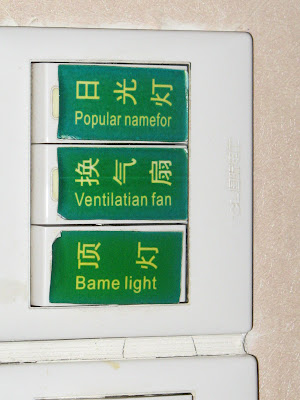 日光灯
Popular namefor
换气扇
Ventilatian fan
顶灯
Bame light